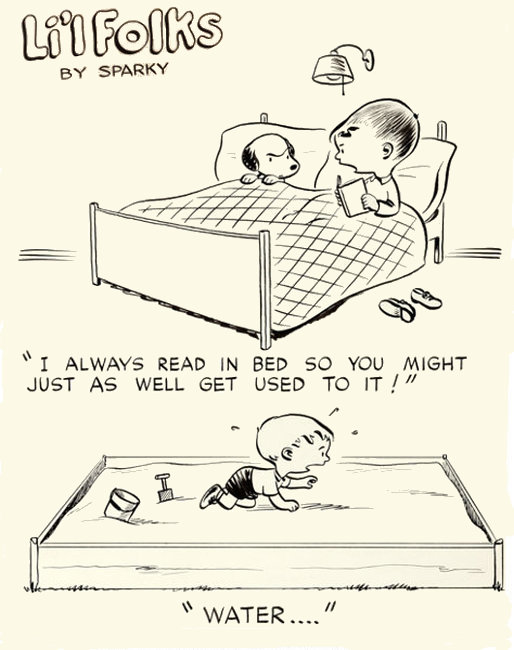 Li'l Folks
BY SPARKY
"I ALWAYS READ IN BED SO YOU MIGHT
JUST AS WELL GET USED TO IT!"
"WATER...."